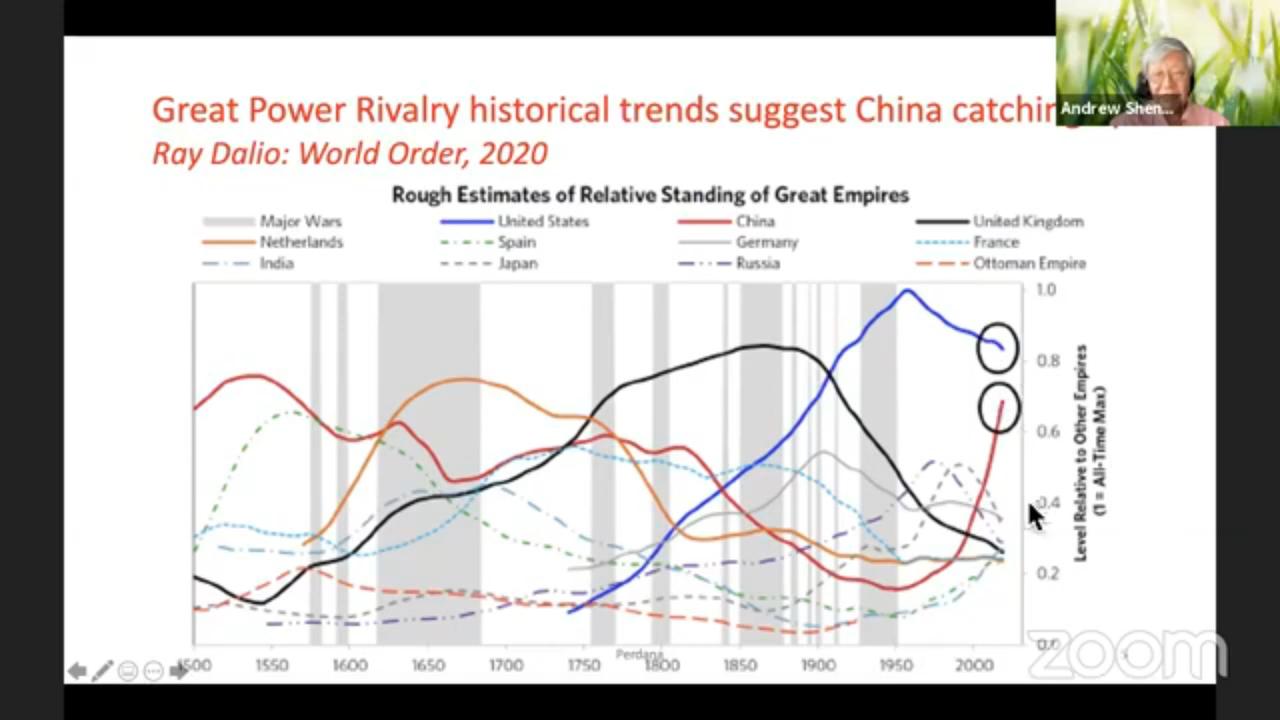 Great Power Rivalry historical trends suggest China catching
Andrew Shen...
Ray Dalio: World Order, 2020
Rough Estimates of Relative Standing of Great Empires
Major Wars United States China United Kingdom
Netherlands Spain Germany France
India Japan Russia Ottoman Empire
1.0
0.8
0.6
0.4
0.2
0.0
Level Relative to Other Empires
(1 = All-Time Max)
1500 1550 1600 1650 1700 1750 1800 1850 1900 1950 2000
Perdana
zoom